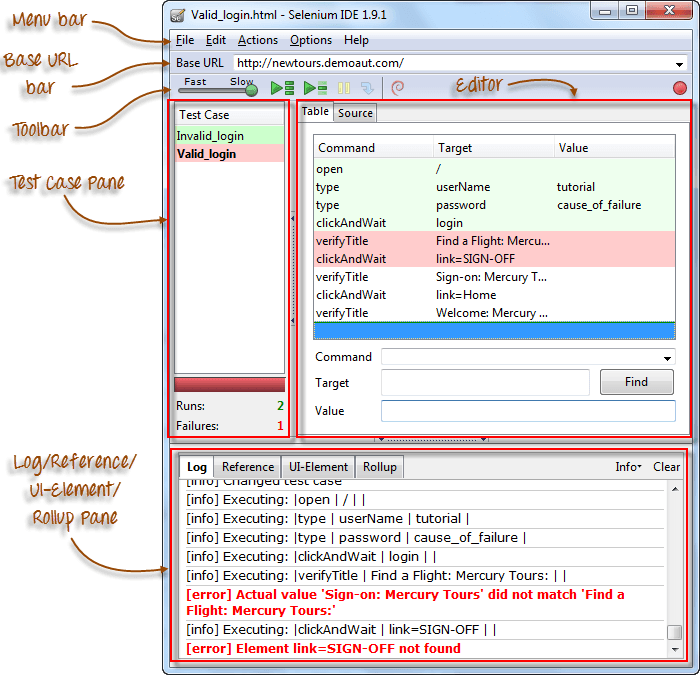 Valid_login.html - Selenium IDE 1.9.1
Menu bar
File Edit Actions Options Help
Base URL bar
Base URL http://newtours.demoaut.com/
Toolbar
Fast Slow
Editor
Test Case Pane
Test Case
Invalid_login
Valid_login
Runs: 2
Failures: 1
Table Source
Command Target Value
open /
type userName tutorial
type password cause_of_failure
clickAndWait login
verifyTitle Find a Flight: Mercu...
clickAndWait link=SIGN-OFF
verifyTitle Sign-on: Mercury T...
clickAndWait link=Home
verifyTitle Welcome: Mercury ...
Command
Target Find
Value
Log/Reference/
UI-Element/
Rollup Pane
Log Reference UI-Element Rollup Info Clear
[info] Changed test case
[info] Executing: |open | / | |
[info] Executing: |type | userName | tutorial |
[info] Executing: |type | password | cause_of_failure |
[info] Executing: |clickAndWait | login | |
[info] Executing: |verifyTitle | Find a Flight: Mercury Tours: | |
[error] Actual value 'Sign-on: Mercury Tours' did not match 'Find a
Flight: Mercury Tours:'
[info] Executing: |clickAndWait | link=SIGN-OFF | |
[error] Element link=SIGN-OFF not found